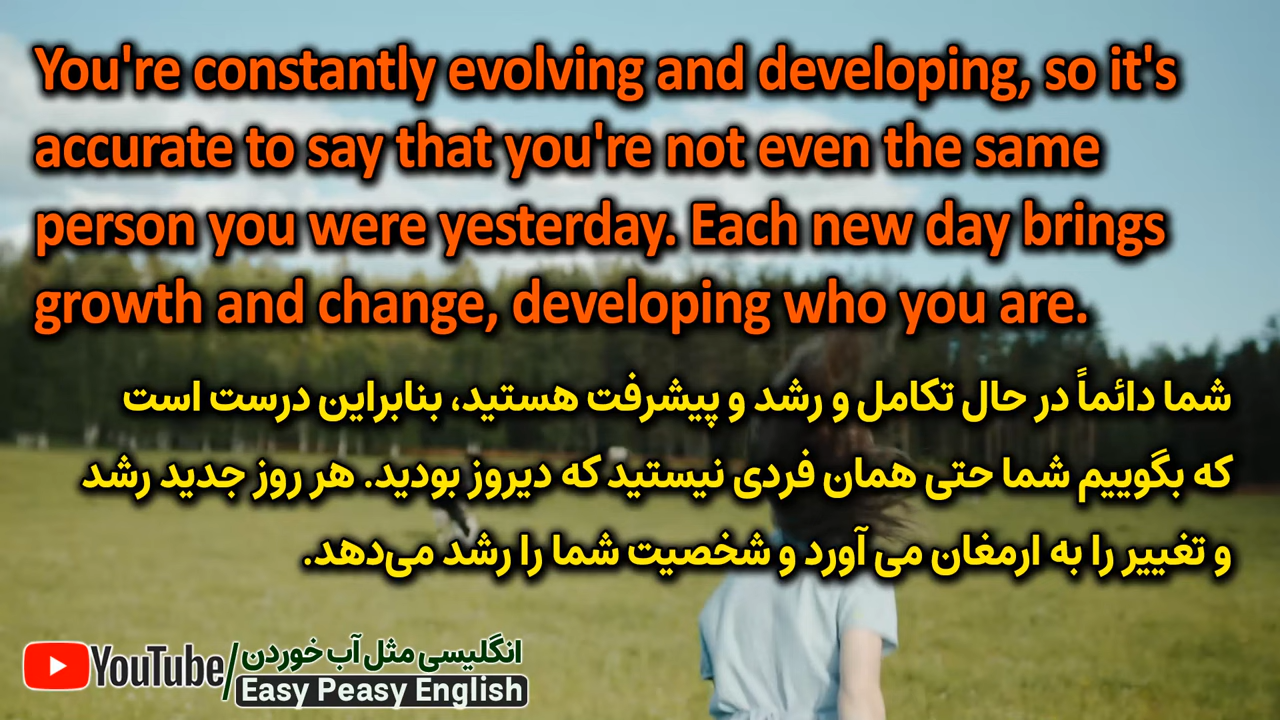 You're constantly evolving and developing, so it's
accurate to say that you're not even the same
person you were yesterday. Each new day brings
growth and change, developing who you are.
شما دائماً در حال تکامل و رشد و پیشرفت هستید، بنابراین درست است
که بگوییم شما حتی همان فردی نیستید که دیروز بودید. هر روز جدید رشد
و تغییر را به ارمغان می آورد و شخصیت شما را رشد می‌دهد.
YouTube/انگلیسی مثل آب خوردن
Easy Peasy English